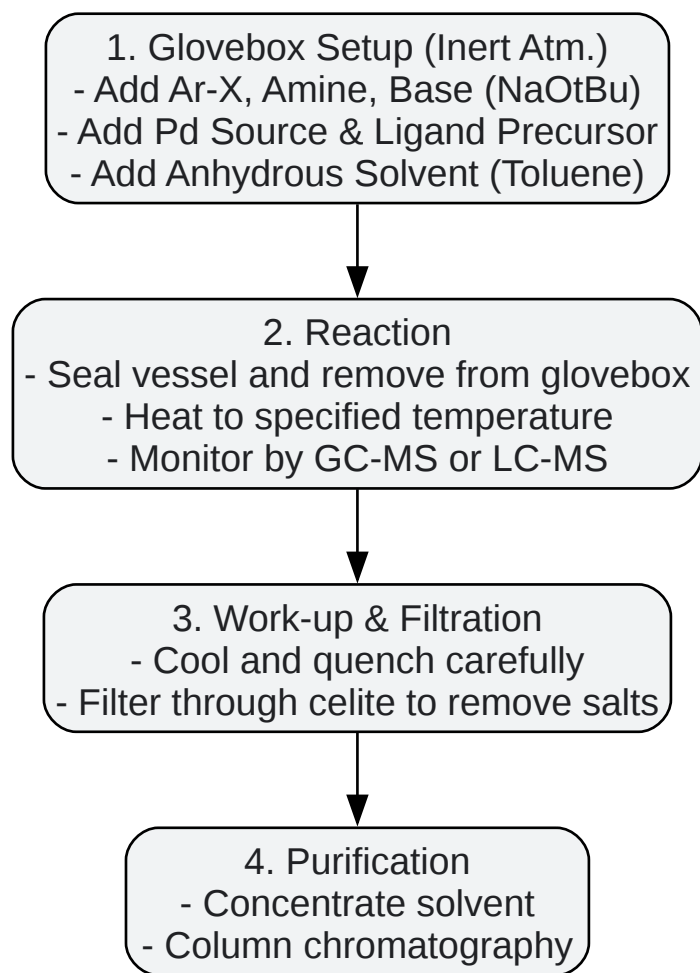 1. Glovebox Setup (Inert Atm.)
- Add Ar-X, Amine, Base (NaOtBu)
- Add Pd Source & Ligand Precursor
- Add Anhydrous Solvent (Toluene)
2. Reaction
- Seal vessel and remove from glovebox
- Heat to specified temperature
- Monitor by GC-MS or LC-MS
3. Work-up & Filtration
- Cool and quench carefully
- Filter through celite to remove salts
4. Purification
- Concentrate solvent
- Column chromatography